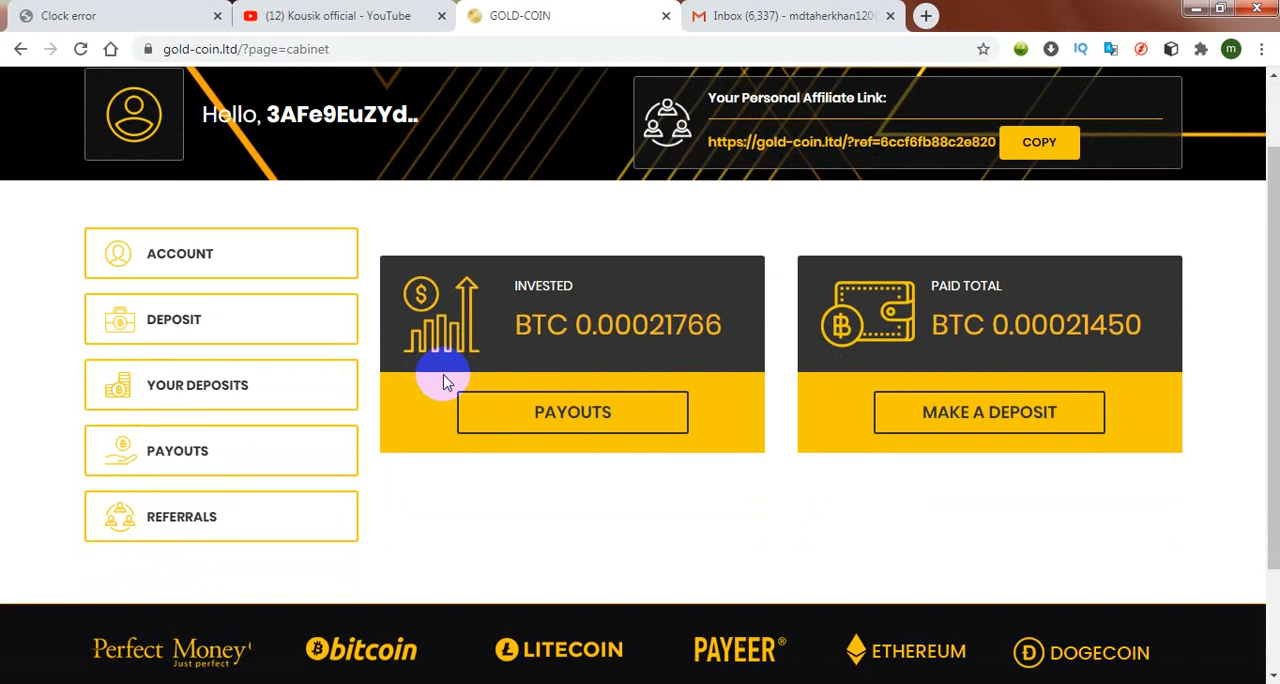 Clock error
(12) Kousik official - YouTube
GOLD-COIN
Inbox (6,337) - mdtaherkhan120
gold-coin.ltd/?page=cabinet
IQ
m
Hello, 3AFe9EuZYd..
Your Personal Affiliate Link:
https://gold-coin.ltd/?ref=6ccf6fb88c2e820 COPY
ACCOUNT
DEPOSIT
YOUR DEPOSITS
PAYOUTS
REFERRALS
INVESTED
BTC 0.00021766
PAYOUTS
PAID TOTAL
BTC 0.00021450
MAKE A DEPOSIT
Perfect Money
Just perfect
bitcoin
LITECOIN
PAYEER®
ETHEREUM
DOGECOIN